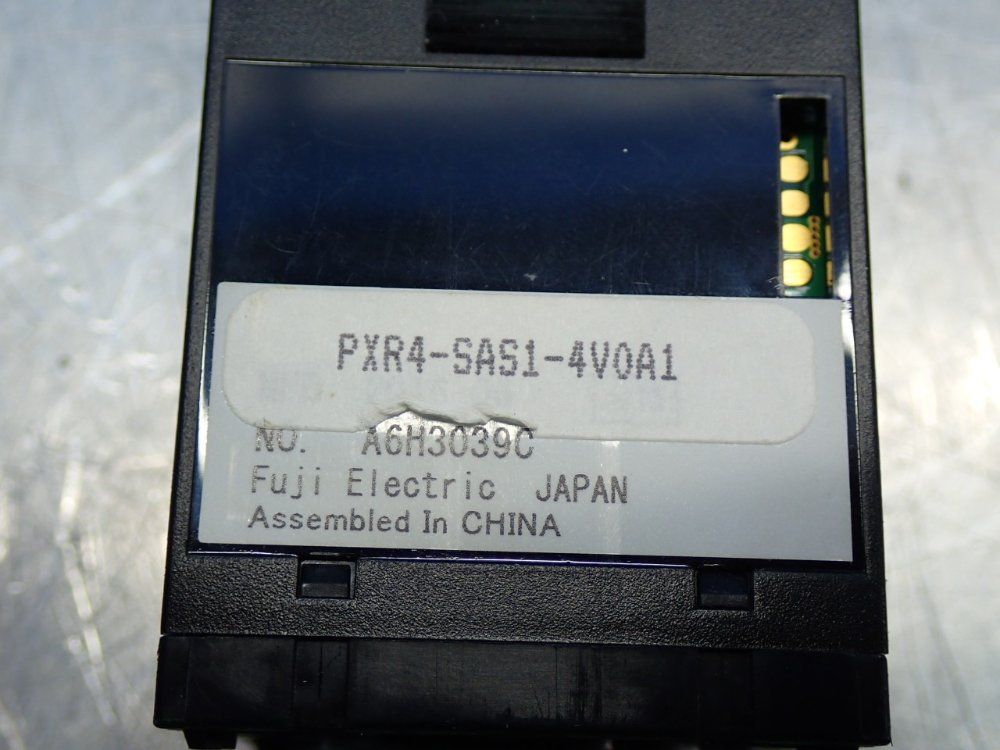 PXR4-SAS1-4V0A1
NO. A6H3039C
Fuji Electric JAPAN
Assembled In CHINA